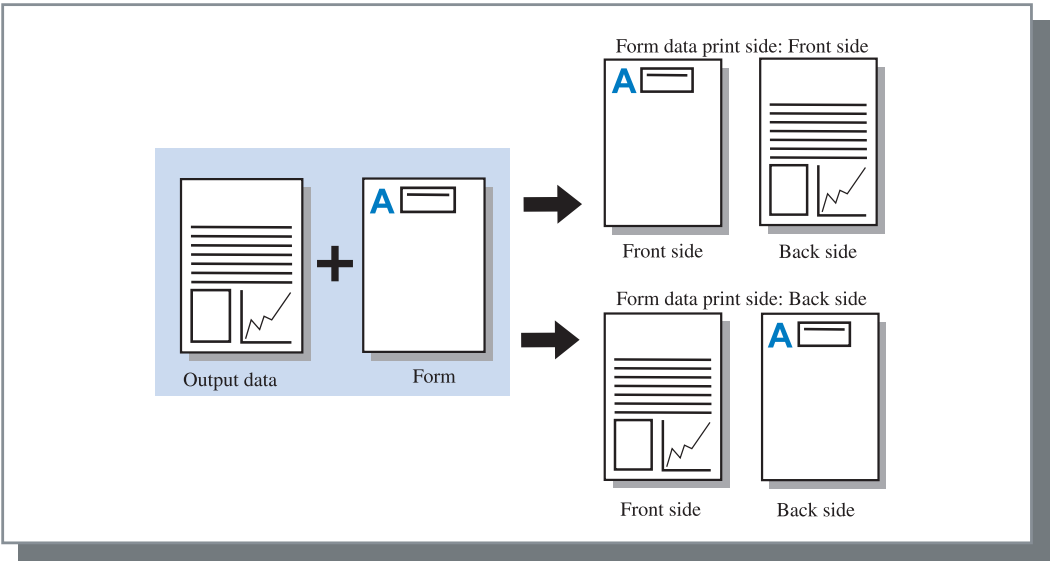 Form data print side: Front side
A
Front side
Back side
A
+
Output data
Form
Form data print side: Back side
A
Front side
Back side